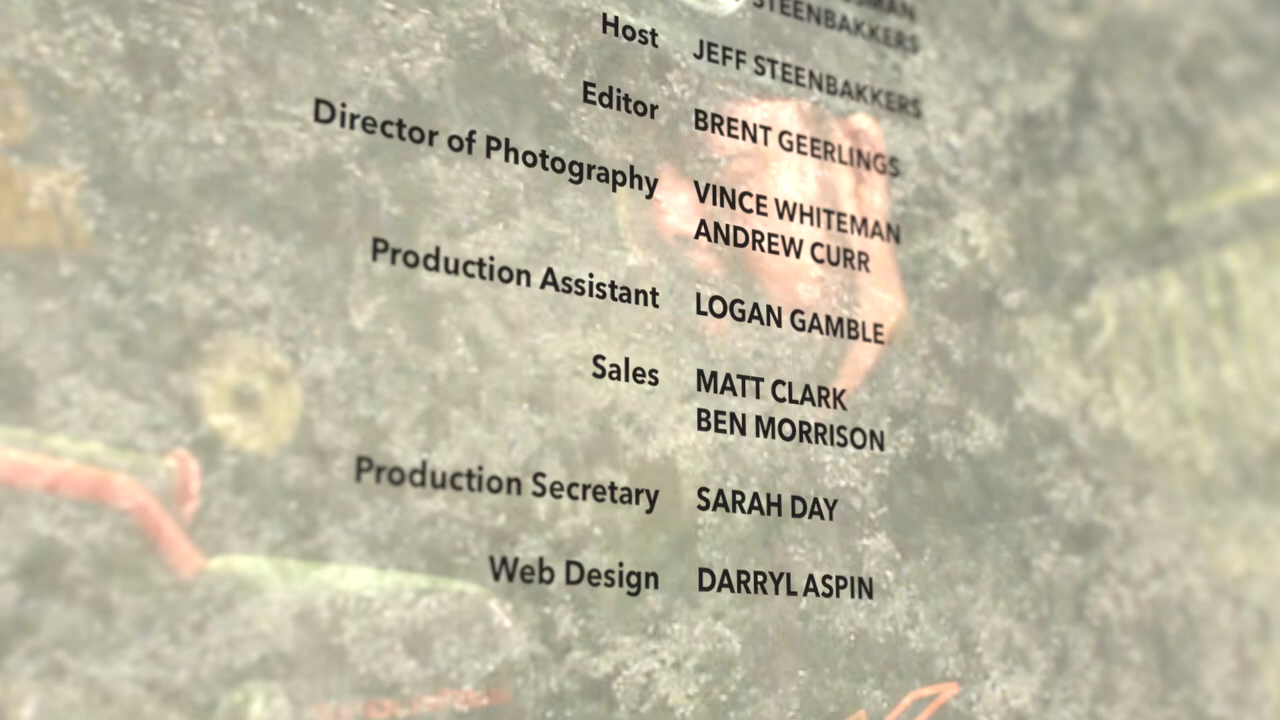 STEENBAKKERS
Host JEFF STEENBAKKERS
Editor BRENT GEERLINGS
Director of Photography VINCE WHITEMAN
ANDREW CURR
Production Assistant LOGAN GAMBLE
Sales MATT CLARK
BEN MORRISON
Production Secretary SARAH DAY
Web Design DARRYL ASPIN